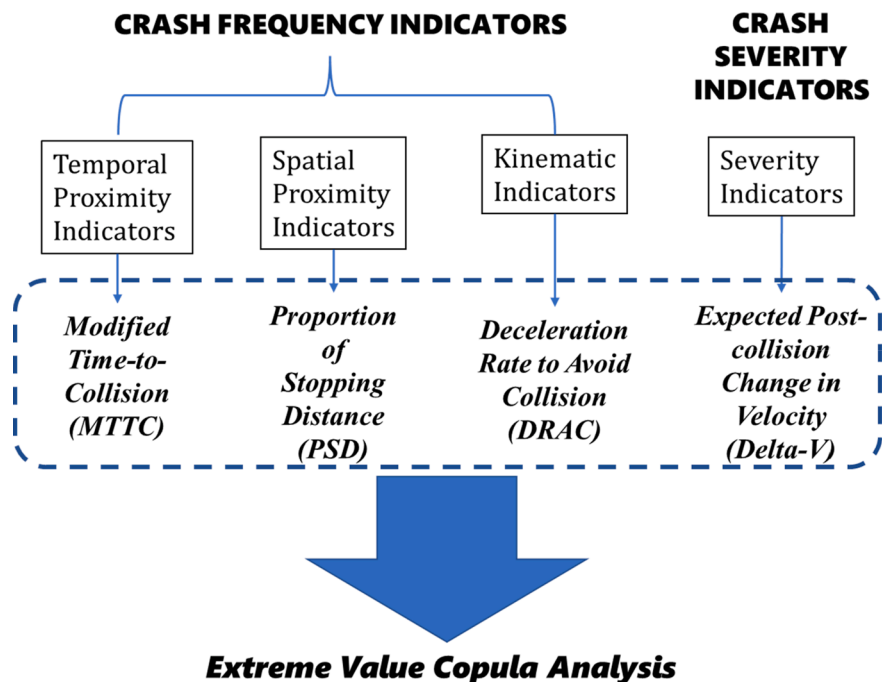 CRASH FREQUENCY INDICATORS
CRASH
SEVERITY
INDICATORS
Temporal
Proximity
Indicators
Spatial
Proximity
Indicators
Kinematic
Indicators
Severity
Indicators
Modified
Time-to-
Collision
(MTTC)
Proportion
of
Stopping
Distance
(PSD)
Deceleration
Rate to Avoid
Collision
(DRAC)
Expected Post-
collision
Change in
Velocity
(Delta-V)
Extreme Value Copula Analysis